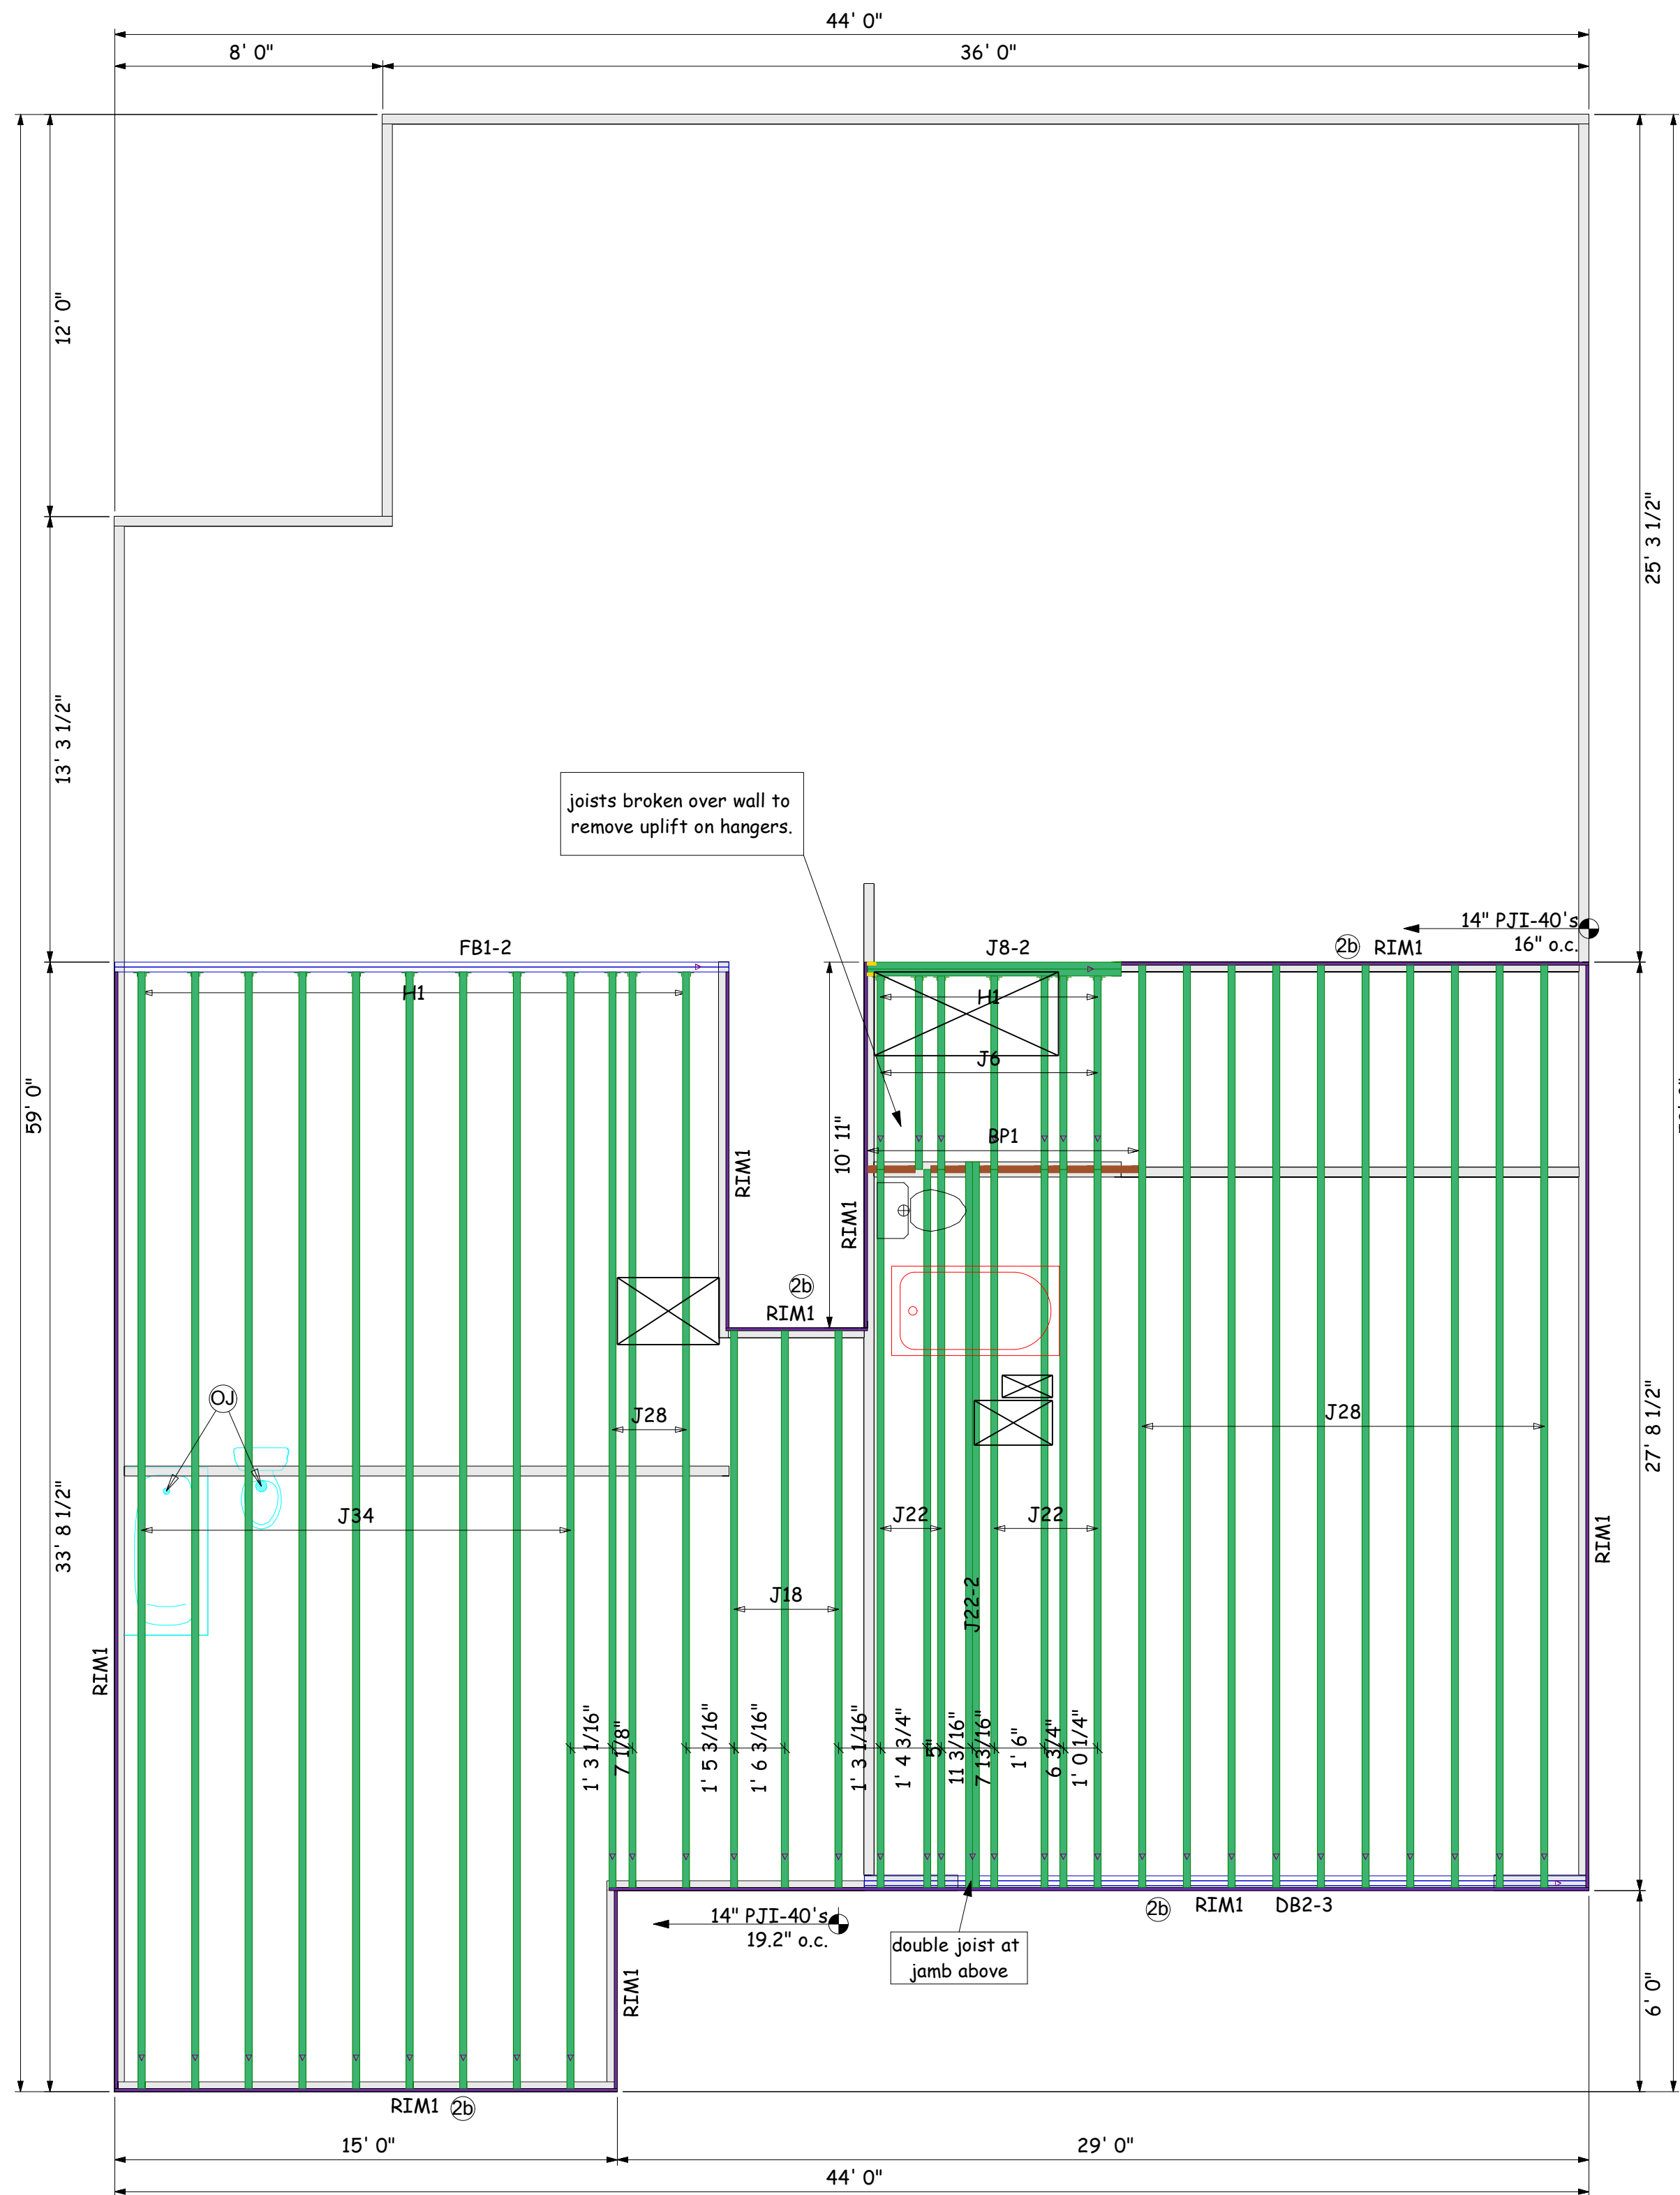 44' 0"
8' 0"
36' 0"
12' 0"
25' 3 1/2"
13' 3 1/2"
joists broken over wall to
remove uplift on hangers.
14" PJI-40's
16" o.c.
FB1-2
J8-2
2b
RIM1
H1
H1
J6
59' 0"
BP1
10' 11"
RIM1
RIM1
2b
RIM1
OJ
J28
J28
27' 8 1/2"
33' 8 1/2"
J34
J22
J22
RIM1
J22-2
J18
RIM1
1' 3 1/16"
7 1/8"
1' 5 3/16"
1' 6 3/16"
1' 3 1/16"
1' 4 3/4"
5"
11 3/16"
7 13/16"
1' 6"
6 3/4"
1' 0 1/4"
2b
RIM1
DB2-3
14" PJI-40's
19.2" o.c.
double joist at
jamb above
RIM1
6' 0"
RIM1
2b
15' 0"
29' 0"
44' 0"